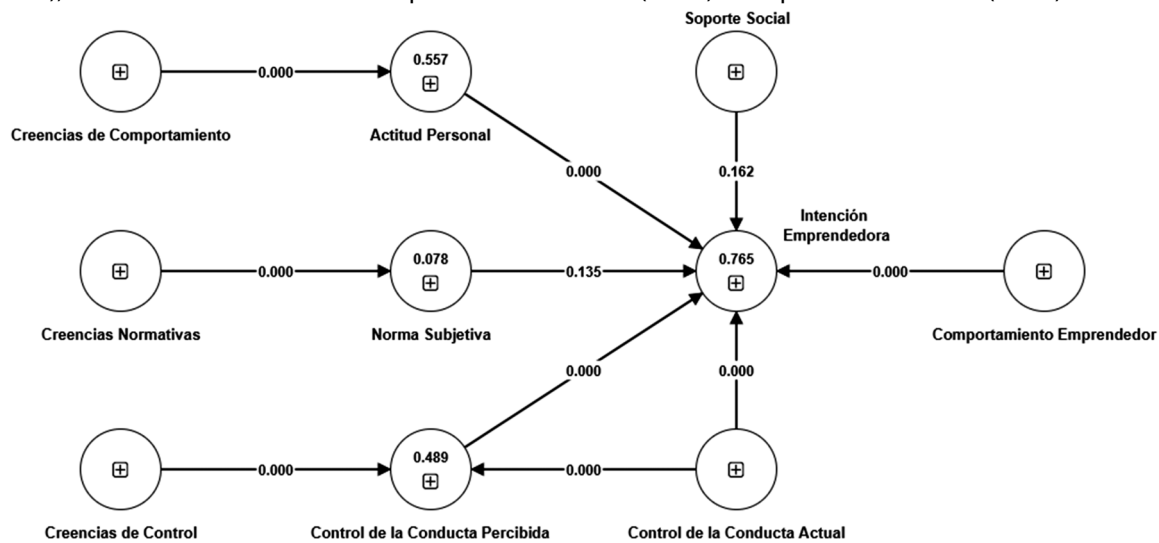 Soporte Social
0.557
0.000
Creencias de Comportamiento
Actitud Personal
0.000
0.162
Intención
Emprendedora
0.078
0.765
0.000
0.135
0.000
Creencias Normativas
Norma Subjetiva
Comportamiento Emprendedor
0.000
0.000
0.489
0.000
0.000
Creencias de Control
Control de la Conducta Percibida
Control de la Conducta Actual